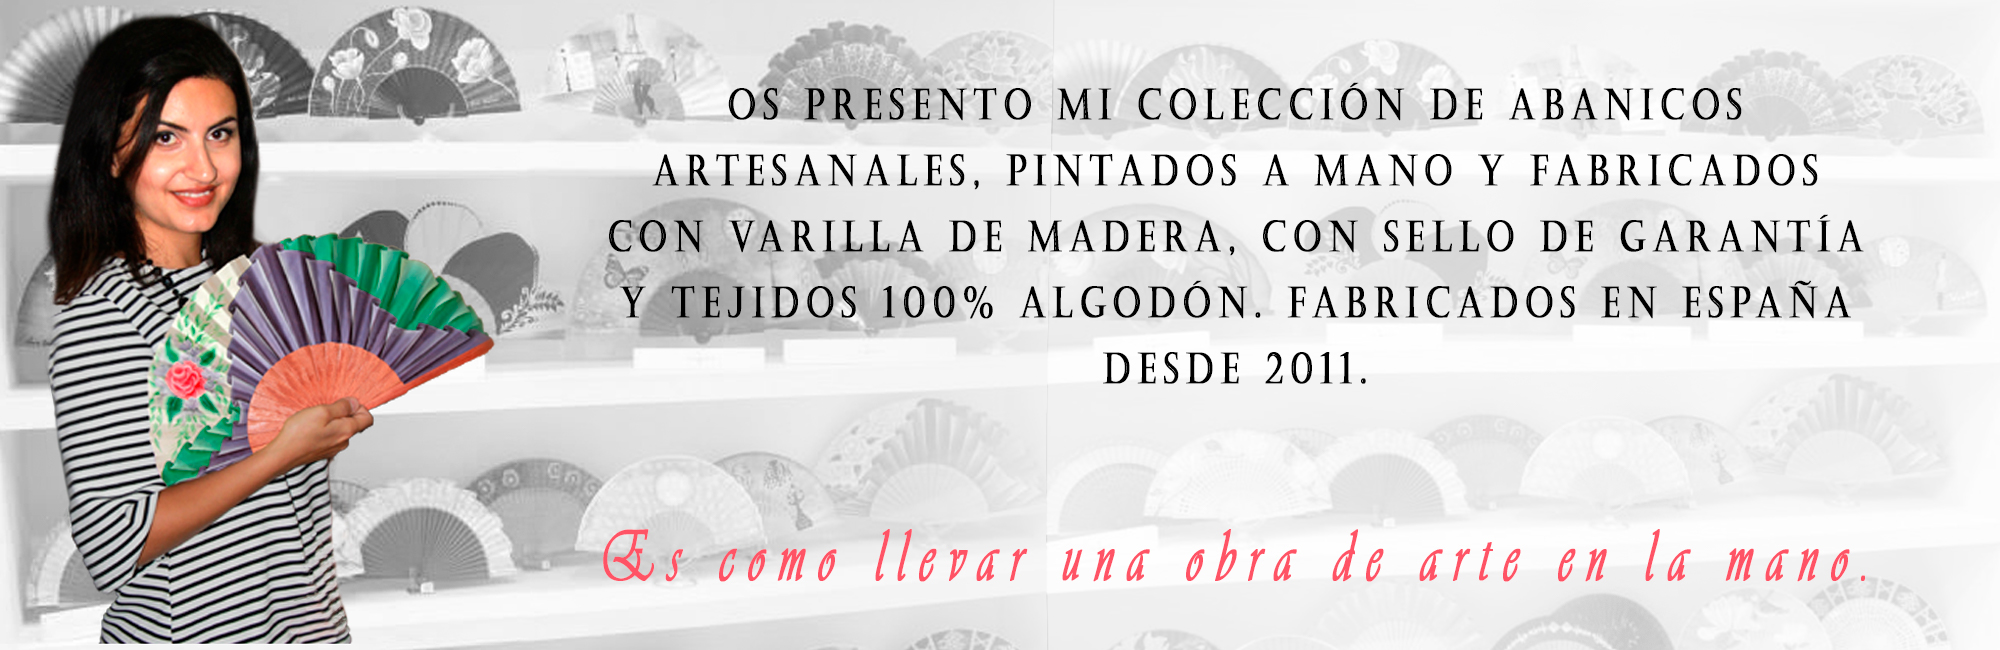 OS PRESENTO MI COLECCIÓN DE ABANICOS
ARTESANALES, PINTADOS A MANO Y FABRICADOS
CON VARILLA DE MADERA, CON SELLO DE GARANTÍA
Y TEJIDOS 100% ALGODÓN. FABRICADOS EN ESPAÑA
DESDE 2011.
Es como llevar una obra de arte en la mano.